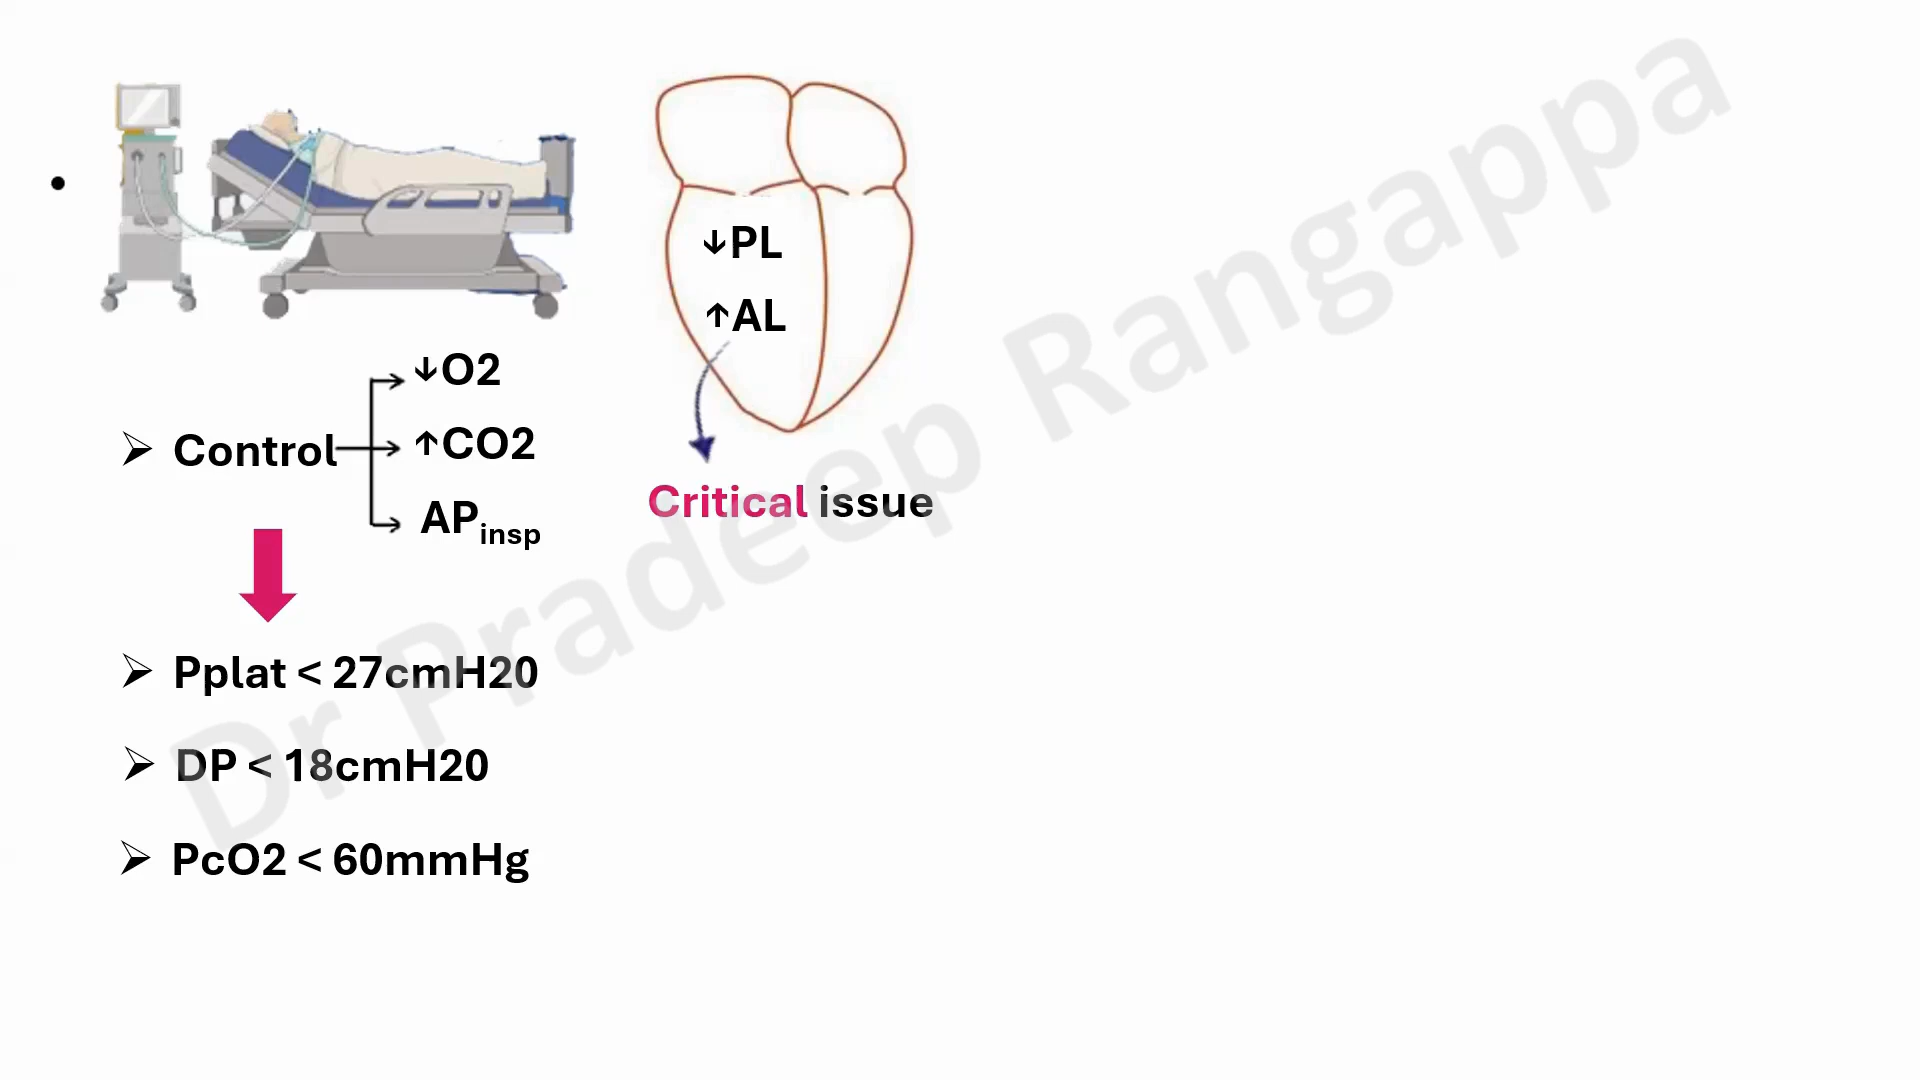 ↓PL
↑AL
↓O2
Control
↑CO2
APinsp
Critical issue
Pplat < 27cmH20
DP < 18cmH20
PcO2 < 60mmHg
Dr Pradeep Rangappa